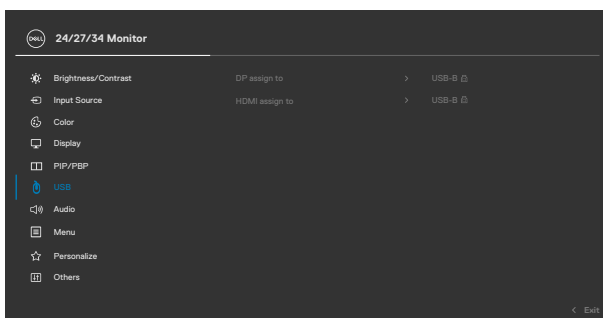 DELL 24/27/34 Monitor
Brightness/Contrast DP assign to > USB-B
Input Source HDMI assign to > USB-B
Color
Display
PIP/PBP
USB
Audio
Menu
Personalize
Others
< Exit